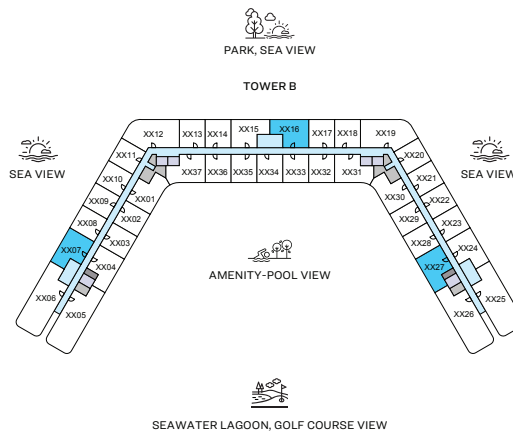 PARK, SEA VIEW
TOWER B
XX12
XX13
XX14
XX15
XX16
XX17
XX18
XX19
SEA VIEW
SEA VIEW
XX11
XX10
XX09
XX08
XX07
XX06
XX05
XX04
XX03
XX02
XX01
XX37
XX36
XX35
XX34
XX33
XX32
XX31
XX30
XX29
XX28
XX27
XX26
XX25
XX24
XX23
XX22
XX21
XX20
AMENITY-POOL VIEW
SEAWATER LAGOON, GOLF COURSE VIEW